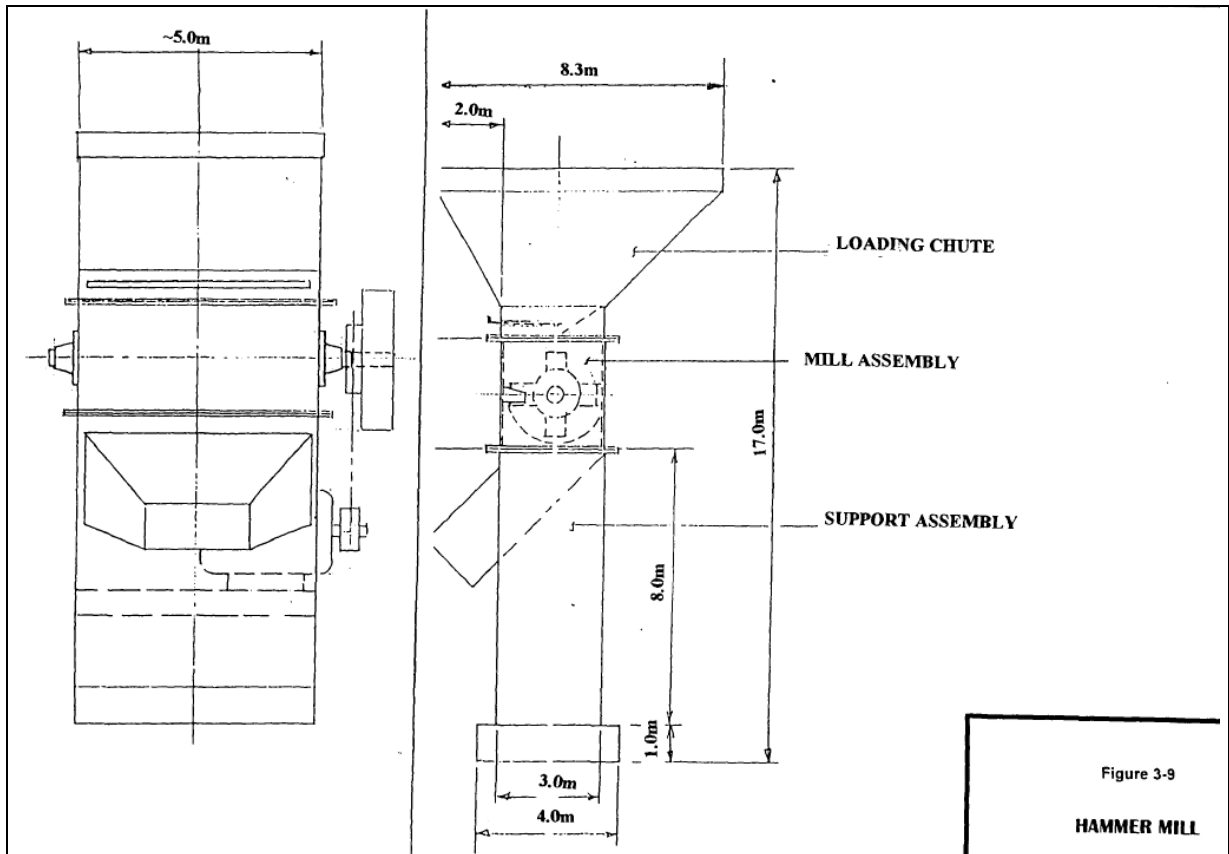 ~5.0m
8.3m
2.0m
LOADING CHUTE
MILL ASSEMBLY
17.0m
SUPPORT ASSEMBLY
8.0m
1.0m
3.0m
4.0m
Figure 3-9
HAMMER MILL